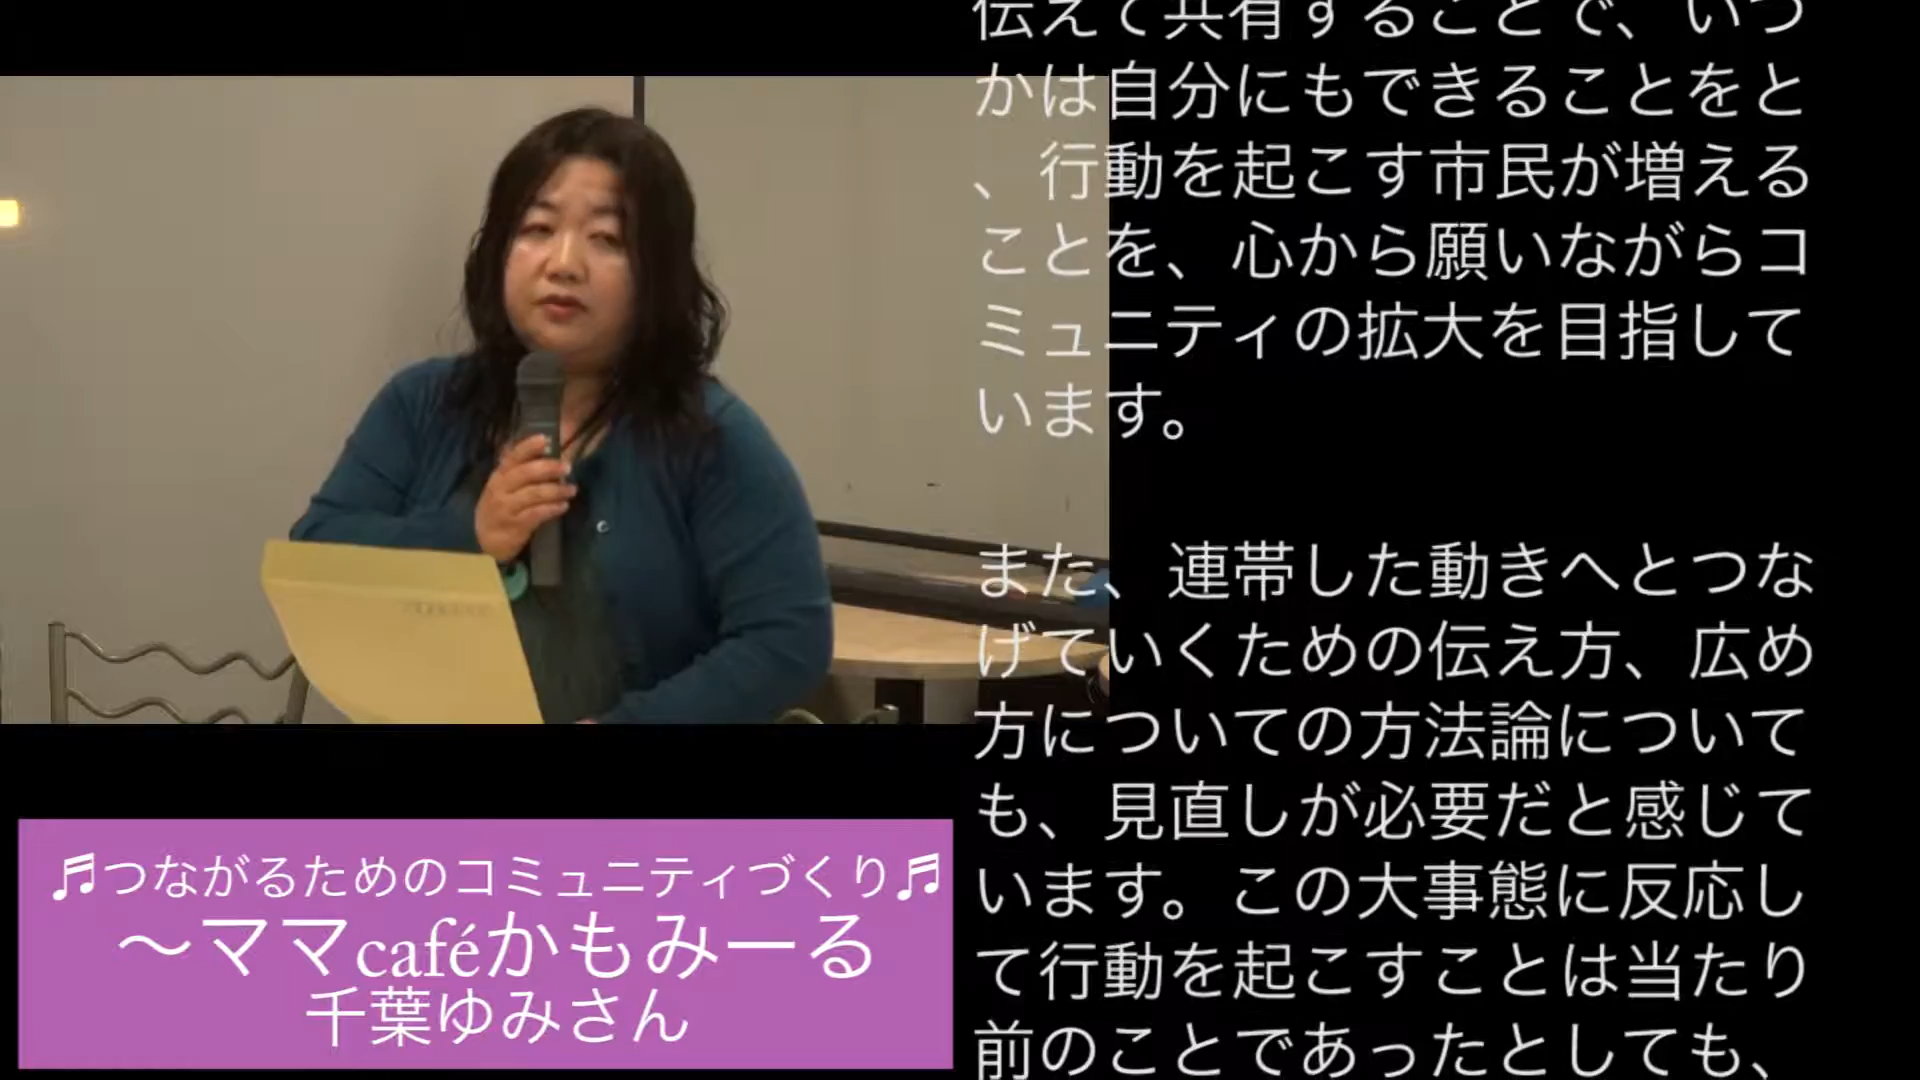 伝えて共有することで、いつ
かは自分にもできることをと
、行動を起こす市民が増える
ことを、心から願いながらコ
ミュニティの拡大を目指して
います。
また、連帯した動きへとつな
げていくための伝え方、広め
方についての方法論について
も、見直しが必要だと感じて
います。この大事態に反応し
て行動を起こすことは当たり
前のことであったとしても、
♬つながるためのコミュニティづくり♬
〜ママcaféかもみーる
千葉ゆみさん